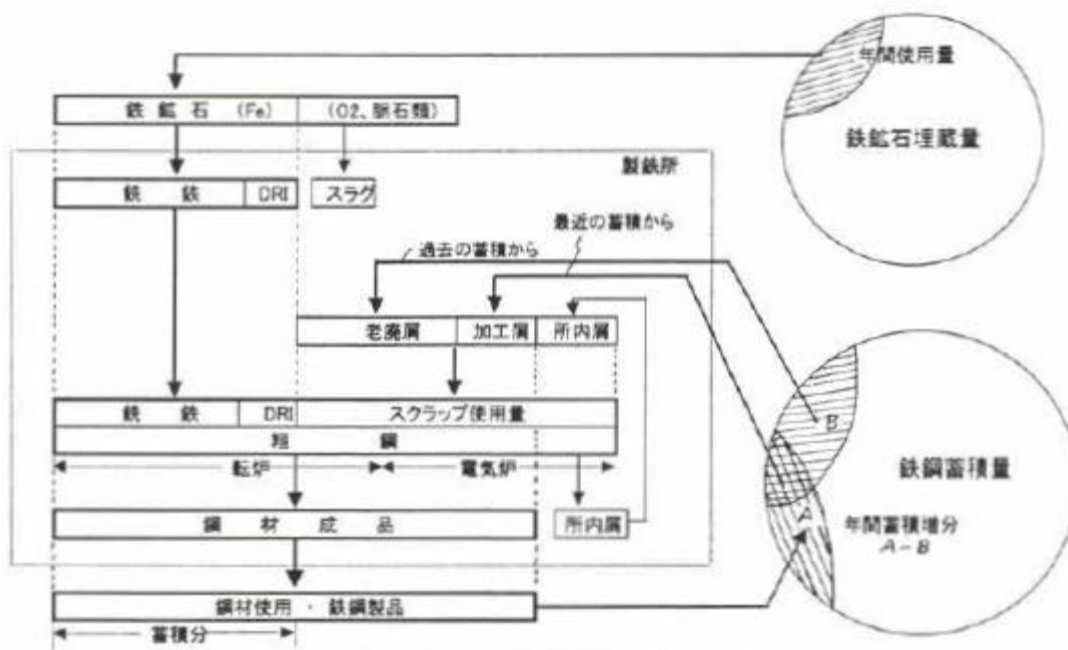 年間使用量
鉄鉱石 (Fe) (O2、脈石類)
鉄鉱石埋蔵量
製鉄所
銑鉄 DRI スラグ
最近の蓄積から
過去の蓄積から
老廃屑 加工屑 所内屑
銑鉄 DRI スクラップ使用量
粗鋼
転炉 電気炉
B
鉄鋼蓄積量
鋼材成品 所内屑
A
年間蓄積増分
A-B
鋼材使用・鉄鋼製品
蓄積分